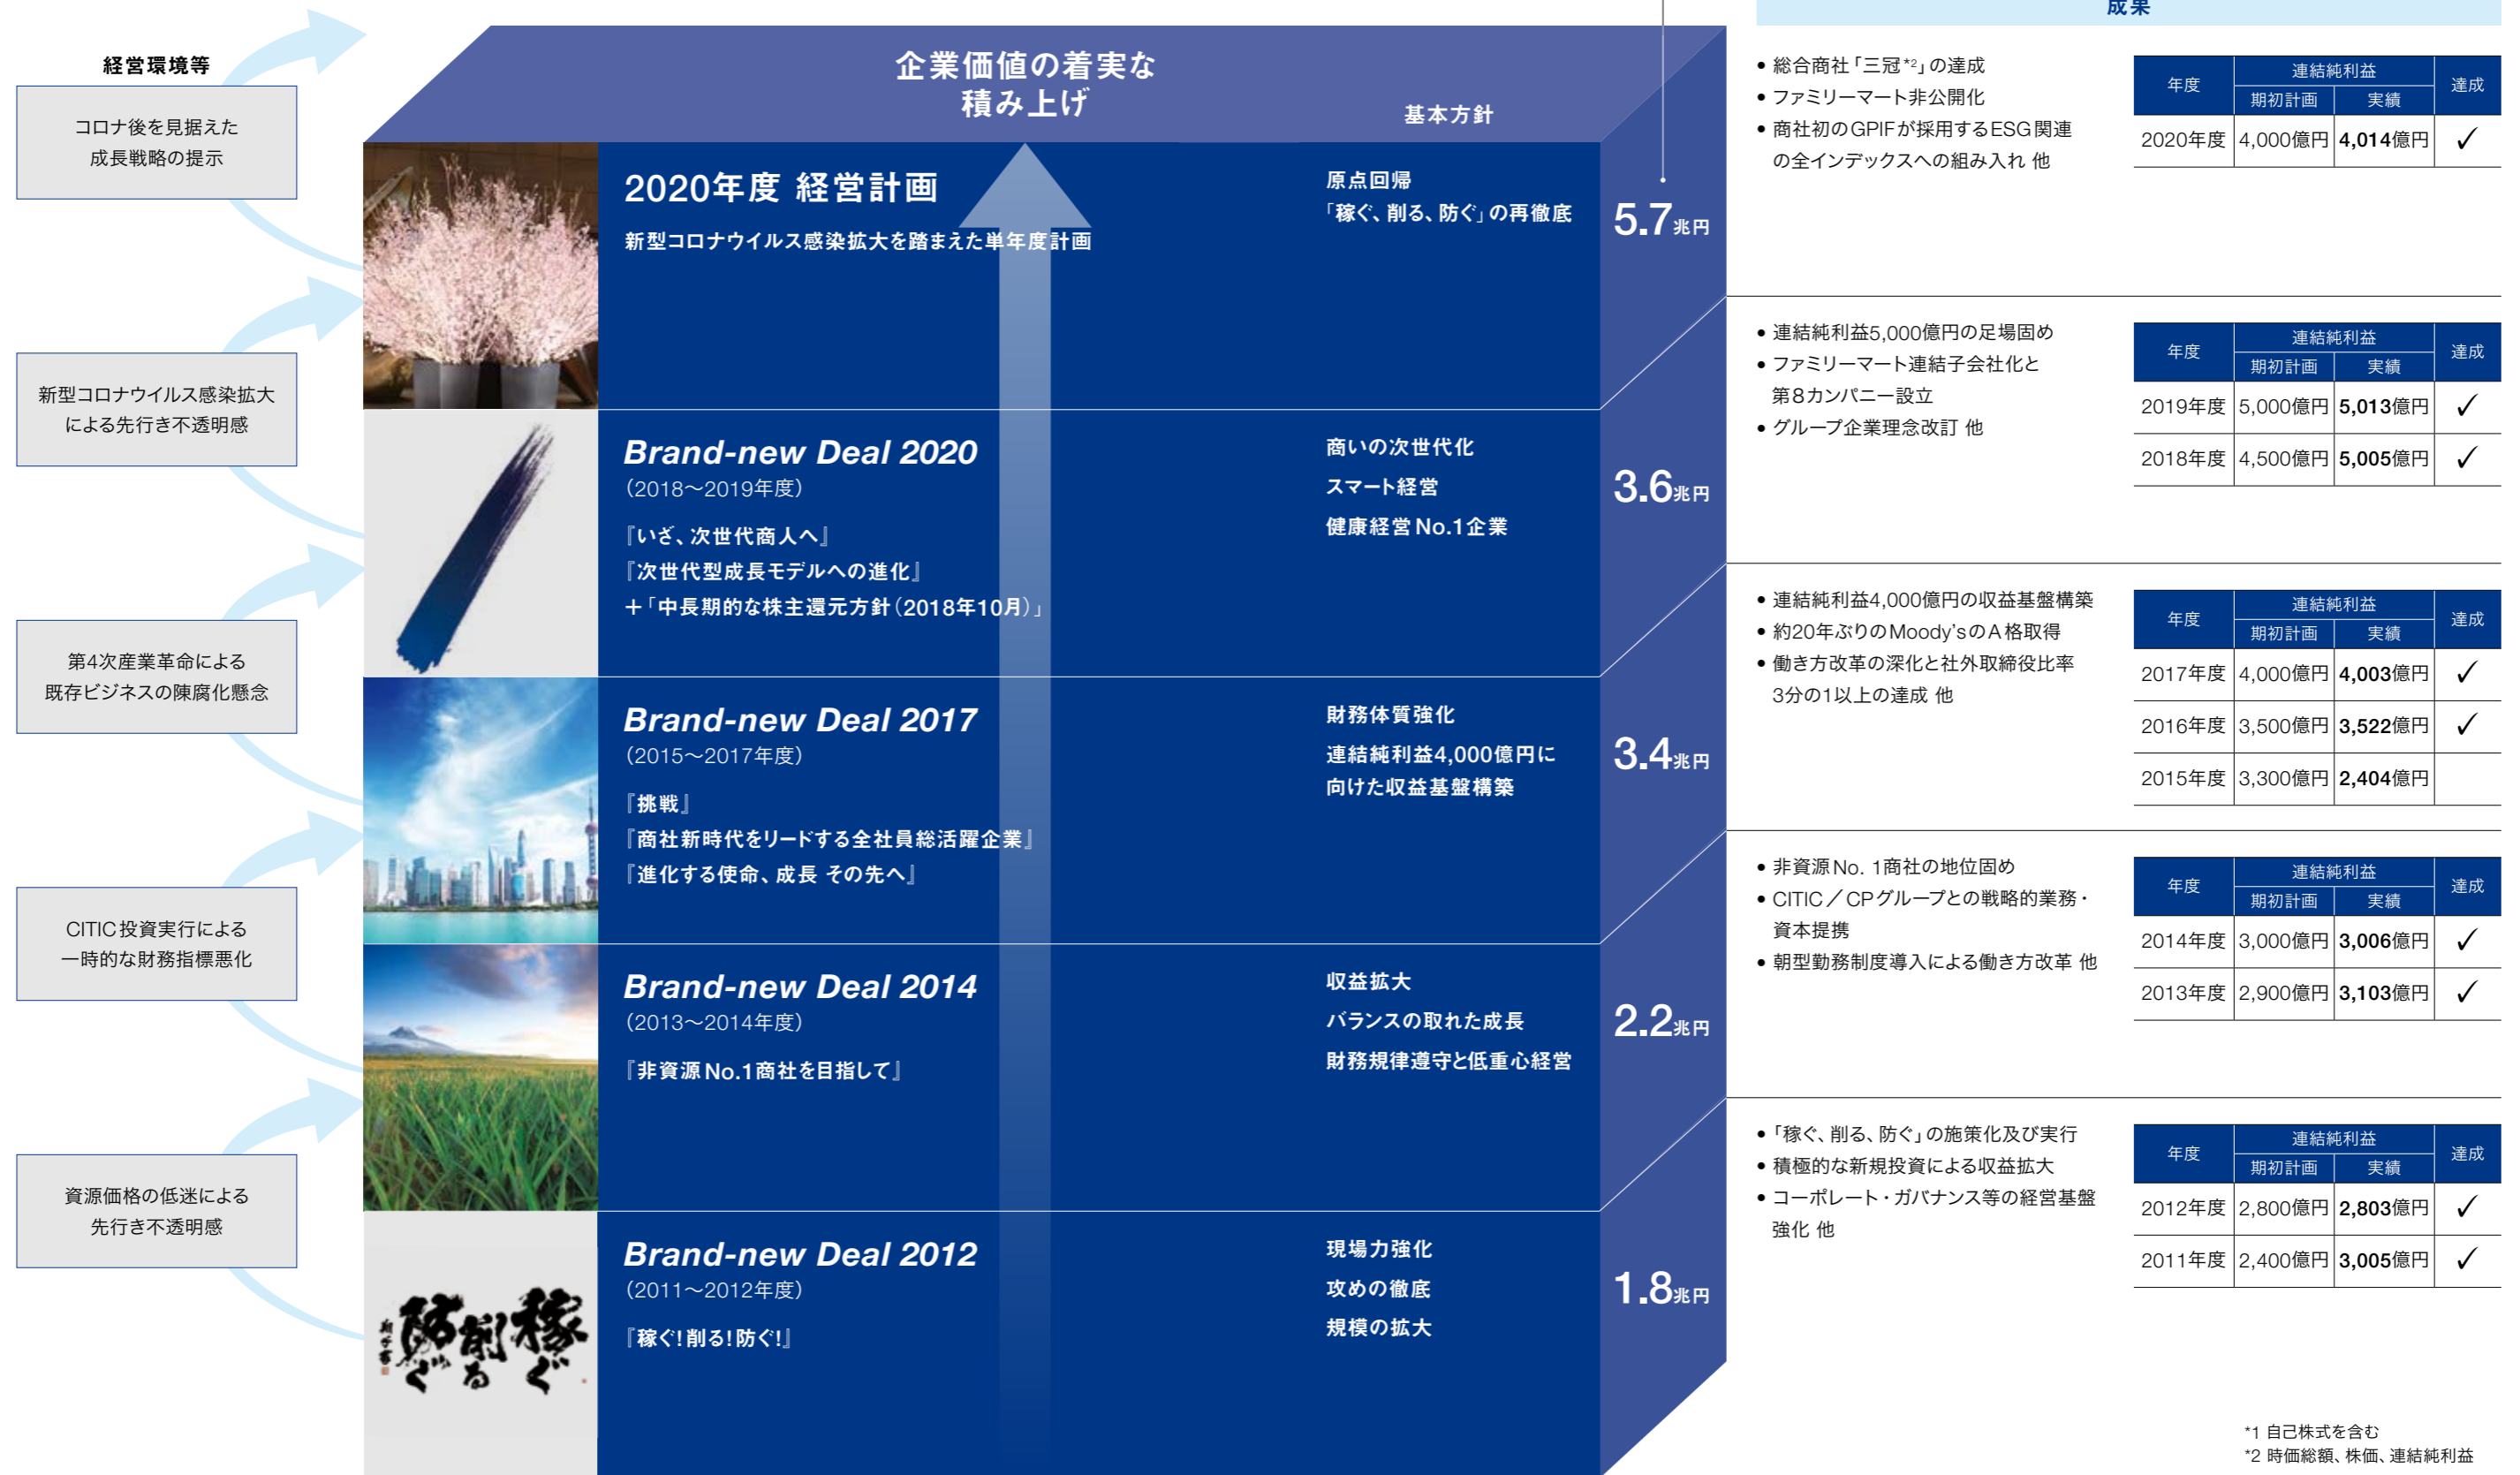 経営環境等
コロナ後を見据えた
成長戦略の提示
新型コロナウイルス感染拡大
による先行き不透明感
第4次産業革命による
既存ビジネスの陳腐化懸念
CITIC投資実行による
一時的な財務指標悪化
資源価格の低迷による
先行き不透明感
企業価値の着実な
積み上げ
基本方針
2020年度 経営計画
新型コロナウイルス感染拡大を踏まえた単年度計画
原点回帰
「稼ぐ、削る、防ぐ」の再徹底
5.7兆円
Brand-new Deal 2020
（2018～2019年度）
『いざ、次世代商人へ』
『次世代型成長モデルへの進化』
＋「中長期的な株主還元方針（2018年10月）」
商いの次世代化
スマート経営
健康経営No.1企業
3.6兆円
Brand-new Deal 2017
（2015～2017年度）
『挑戦』
『商社新時代をリードする全社員総活躍企業』
『進化する使命、成長 その先へ』
財務体質強化
連結純利益4,000億円に
向けた収益基盤構築
3.4兆円
Brand-new Deal 2014
（2013～2014年度）
『非資源No.1商社を目指して』
収益拡大
バランスの取れた成長
財務規律遵守と低重心経営
2.2兆円
稼ぐ
削る
防ぐ
Brand-new Deal 2012
（2011～2012年度）
『稼ぐ！削る！防ぐ！』
現場力強化
攻めの徹底
規模の拡大
1.8兆円
成果
• 総合商社「三冠*2」の達成
• ファミリーマート非公開化
• 商社初のGPIFが採用するESG関連
の全インデックスへの組み入れ 他
年度 連結純利益 達成
期初計画 実績
2020年度 4,000億円 4,014億円 ✓
• 連結純利益5,000億円の足場固め
• ファミリーマート連結子会社化と
第8カンパニー設立
• グループ企業理念改訂 他
年度 連結純利益 達成
期初計画 実績
2019年度 5,000億円 5,013億円 ✓
2018年度 4,500億円 5,005億円 ✓
• 連結純利益4,000億円の収益基盤構築
• 約20年ぶりのMoody'sのA格取得
• 働き方改革の深化と社外取締役比率
3分の1以上の達成 他
年度 連結純利益 達成
期初計画 実績
2017年度 4,000億円 4,003億円 ✓
2016年度 3,500億円 3,522億円 ✓
2015年度 3,300億円 2,404億円
• 非資源No. 1商社の地位固め
• CITIC／CPグループとの戦略的業務・
資本提携
• 朝型勤務制度導入による働き方改革 他
年度 連結純利益 達成
期初計画 実績
2014年度 3,000億円 3,006億円 ✓
2013年度 2,900億円 3,103億円 ✓
• 「稼ぐ、削る、防ぐ」の施策化及び実行
• 積極的な新規投資による収益拡大
• コーポレート・ガバナンス等の経営基盤
強化 他
年度 連結純利益 達成
期初計画 実績
2012年度 2,800億円 2,803億円 ✓
2011年度 2,400億円 3,005億円 ✓
*1 自己株式を含む
*2 時価総額、株価、連結純利益